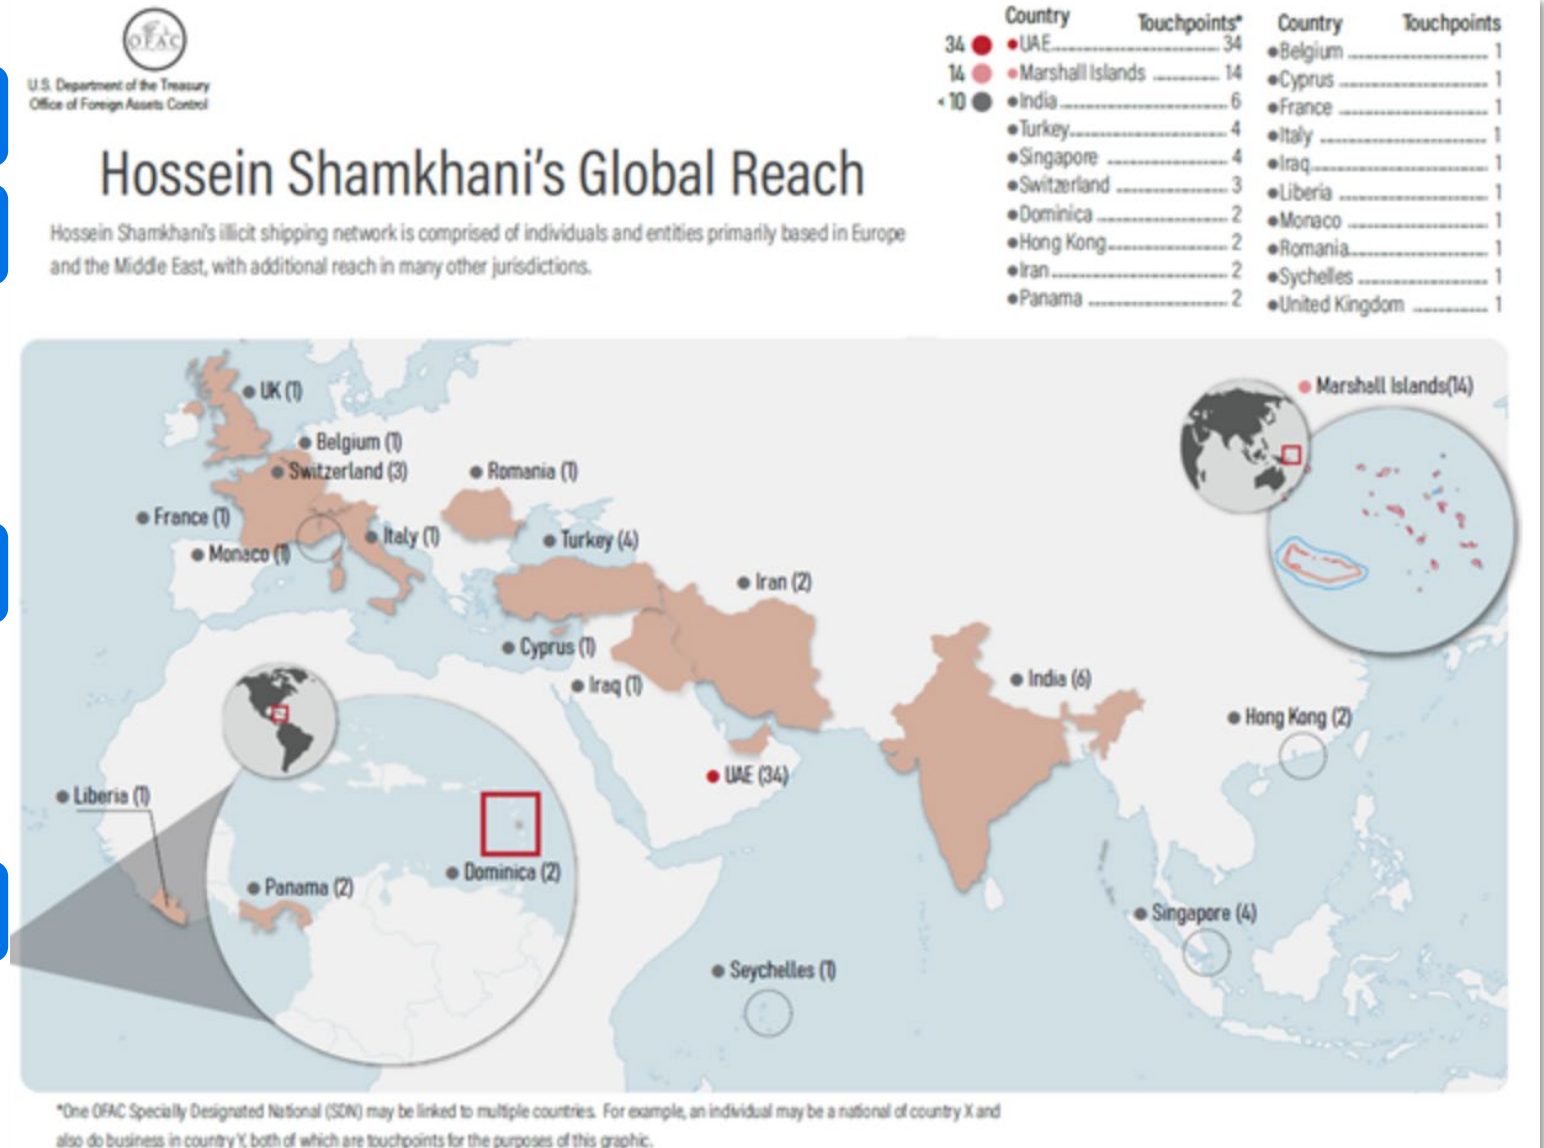 OFAC
U.S. Department of the Treasury
Office of Foreign Assets Control
Hossein Shamkhani's Global Reach
Hossein Shamkhani's illicit shipping network is comprised of individuals and entities primarily based in Europe
and the Middle East, with additional reach in many other jurisdictions.
34
14
<10
Country Touchpoints*
UAE 34
Marshall Islands 14
India 6
Turkey 4
Singapore 4
Switzerland 3
Dominica 2
Hong Kong 2
Iran 2
Panama 2
Country Touchpoints
Belgium 1
Cyprus 1
France 1
Italy 1
Iraq 1
Liberia 1
Monaco 1
Romania 1
Sychelles 1
United Kingdom 1
UK (1)
Marshall Islands(14)
Belgium (1)
Switzerland (3)
Romania (1)
France (1)
Italy (1)
Turkey (4)
Monaco (1)
Iran (2)
Cyprus (1)
Iraq (1)
India (6)
Hong Kong (2)
UAE (34)
Liberia (1)
Dominica (2)
Panama (2)
Singapore (4)
Seychelles (1)
*One OFAC Specially Designated National (SDN) may be linked to multiple countries. For example, an individual may be a national of country X and
also do business in country Y, both of which are touchpoints for the purposes of this graphic.